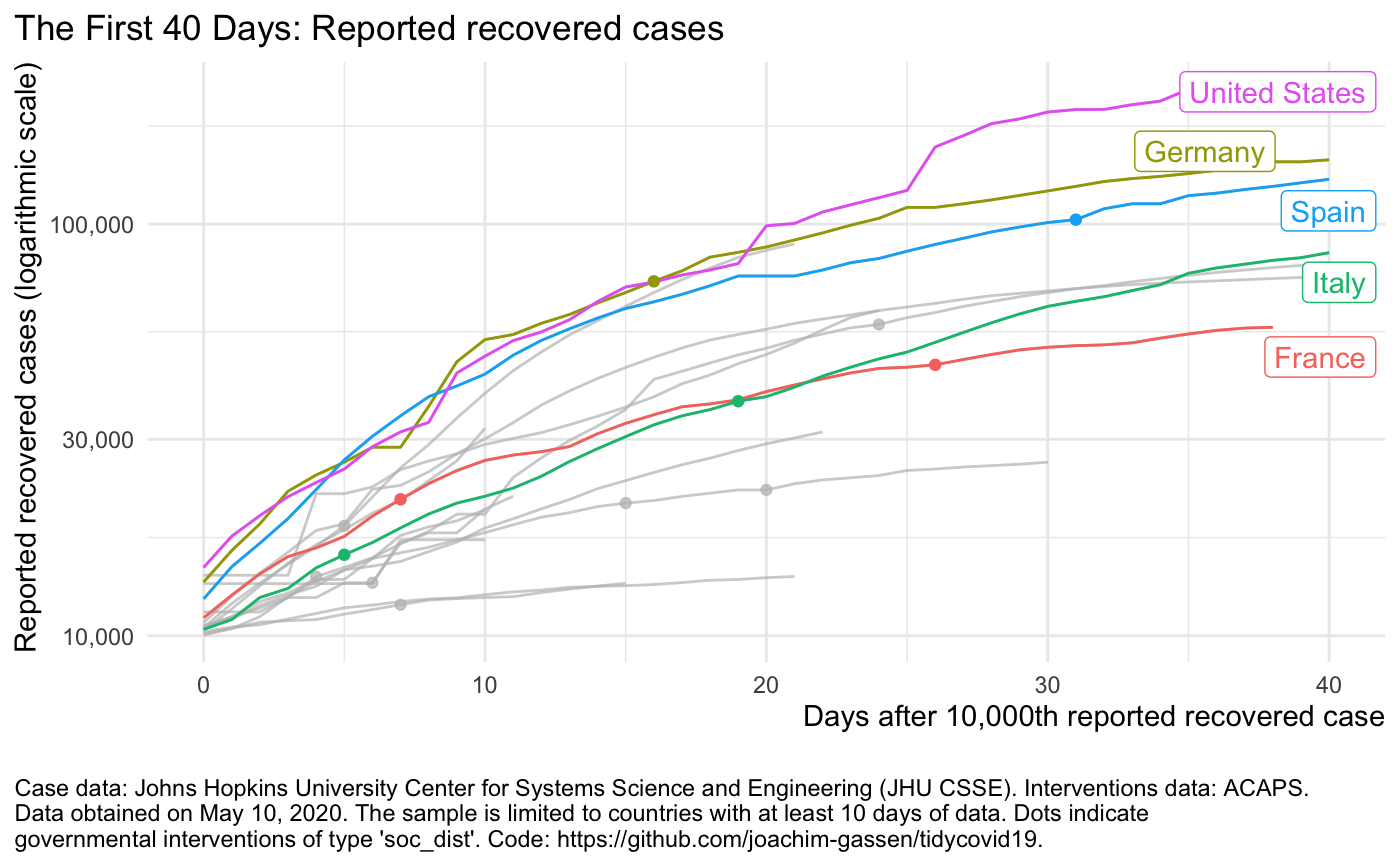 The First 40 Days: Reported recovered cases
Reported recovered cases (logarithmic scale)
United States
Germany
Spain
Italy
France
100,000
30,000
10,000
0 10 20 30 40
Days after 10,000th reported recovered case
Case data: Johns Hopkins University Center for Systems Science and Engineering (JHU CSSE). Interventions data: ACAPS.
Data obtained on May 10, 2020. The sample is limited to countries with at least 10 days of data. Dots indicate
governmental interventions of type 'soc_dist'. Code: https://github.com/joachim-gassen/tidycovid19.